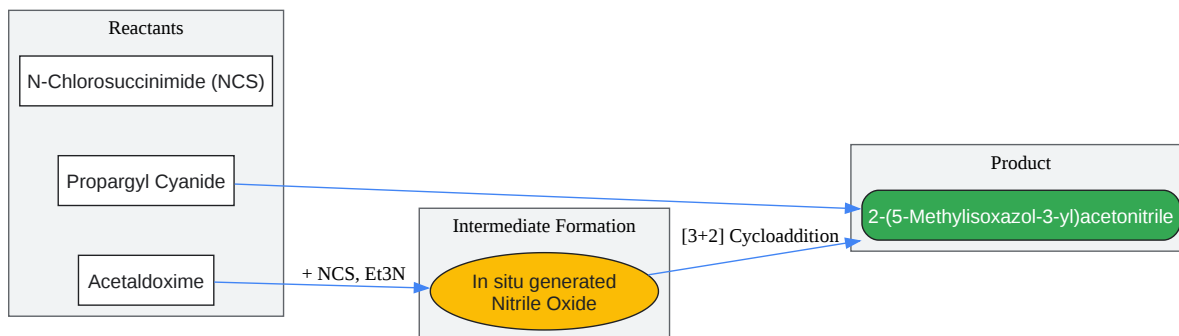 Reactants
N-Chlorosuccinimide (NCS)
Propargyl Cyanide
Acetaldoxime
+ NCS, Et3N
Intermediate Formation
In situ generated
Nitrile Oxide
[3+2] Cycloaddition
Product
2-(5-Methylisoxazol-3-yl)acetonitrile